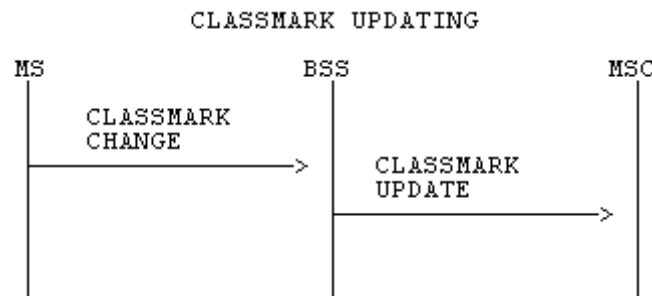 CLASSMARK UPDATING
MS BSS MSC
CLASSMARK
CHANGE
CLASSMARK
UPDATE